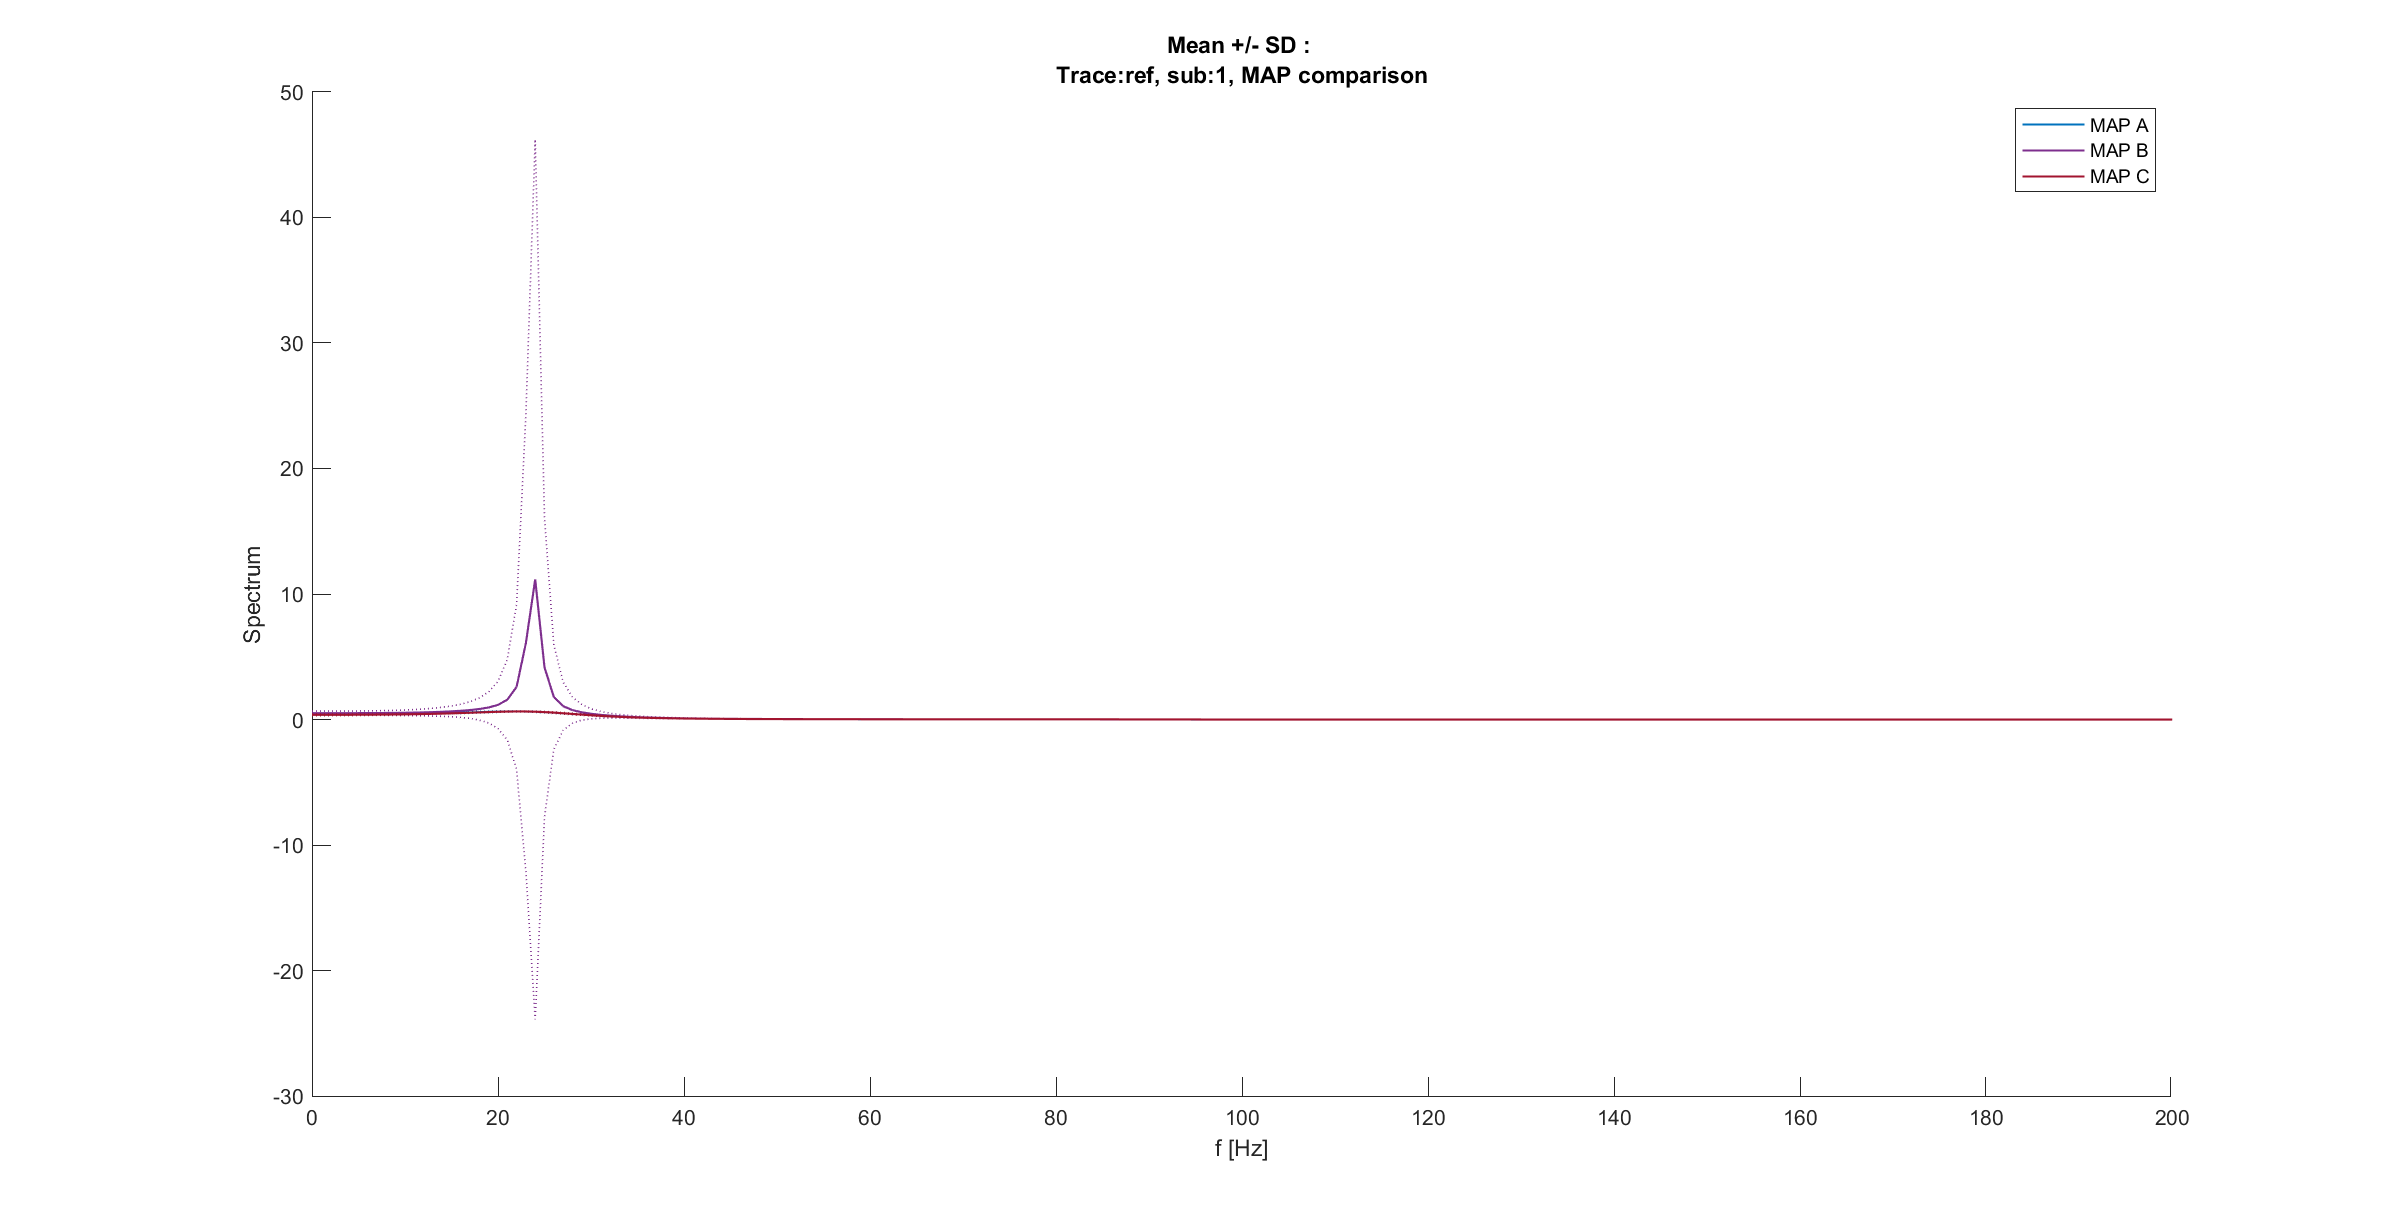 Mean +/- SD :
Trace:ref, sub:1, MAP comparison
MAP A
MAP B
MAP C
50
40
30
20
10
0
-10
-20
-30
Spectrum
0 20 40 60 80 100 120 140 160 180 200
f [Hz]